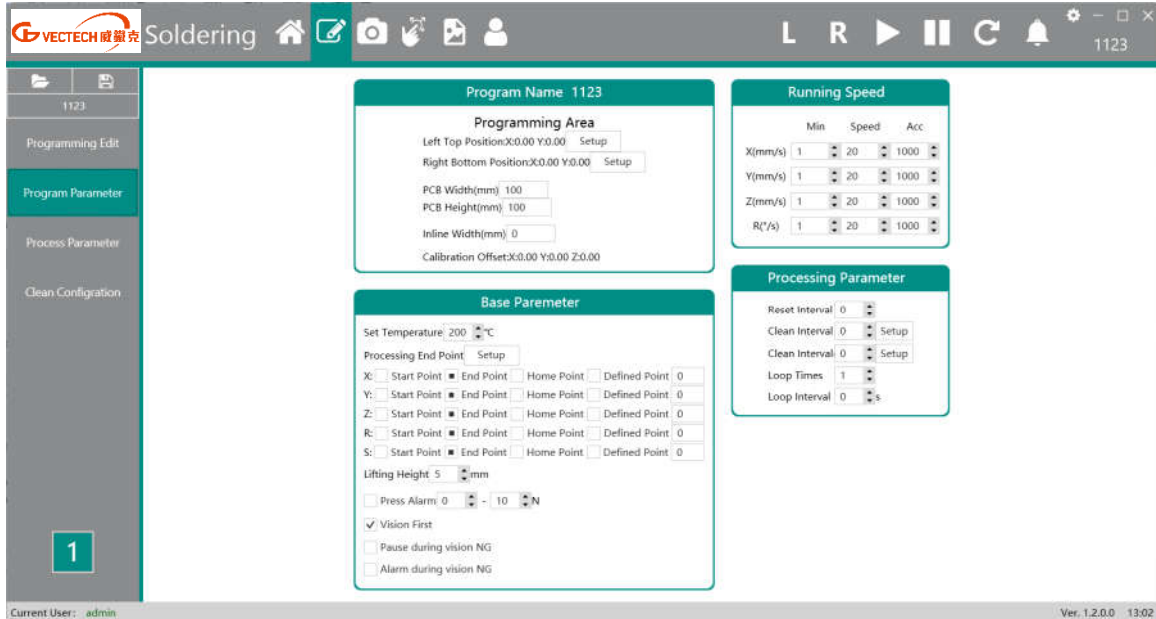 VECTECH 威鐵克 Soldering L R 1123
1123
Programming Edit
Program Parameter
Process Parameter
Clean Configration
1
Program Name 1123
Programming Area
Left Top Position:X:0.00 Y:0.00 Setup
Right Bottom Position:X:0.00 Y:0.00 Setup
PCB Width(mm) 100
PCB Height(mm) 100
Inline Width(mm) 0
Calibration Offset:X:0.00 Y:0.00 Z:0.00
Base Paremeter
Set Temperature 200 ℃
Processing End Point Setup
X: Start Point End Point Home Point Defined Point 0
Y: Start Point End Point Home Point Defined Point 0
Z: Start Point End Point Home Point Defined Point 0
R: Start Point End Point Home Point Defined Point 0
S: Start Point End Point Home Point Defined Point 0
Lifting Height 5 mm
Press Alarm 0 - 10 N
Vision First
Pause during vision NG
Alarm during vision NG
Running Speed
Min Speed Acc
X(mm/s) 1 20 1000
Y(mm/s) 1 20 1000
Z(mm/s) 1 20 1000
R(°/s) 1 20 1000
Processing Parameter
Reset Interval 0
Clean Interval 0 Setup
Clean Interval 0 Setup
Loop Times 1
Loop Interval 0 s
Current User: admin Ver. 1.2.0.0 13:02